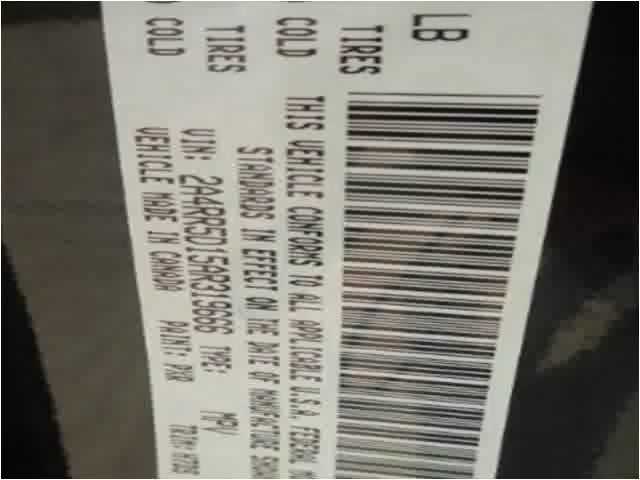 LB
TIRES
COLD
TIRES
COLD
THIS VEHICLE CONFORMS TO ALL APPLICABLE U.S.A. FEDERAL
STANDARDS IN EFFECT ON THE DATE OF MANUFACTURE
VIN: 2A4RR5D15AR319666 TYPE: MPV
VEHICLE MADE IN CANADA PAINT: PXR TRIM: